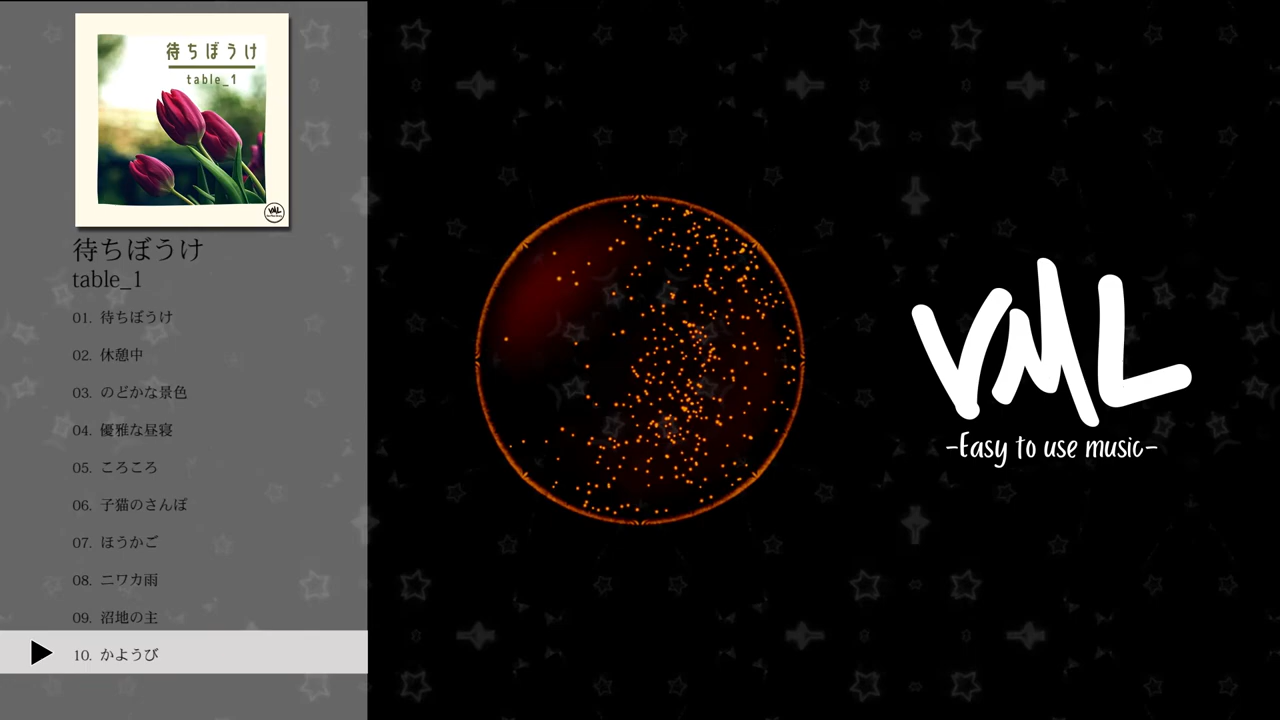 待ちぼうけ
table_1
VML
待ちぼうけ
table_1
01. 待ちぼうけ
02. 休憩中
03. のどかな景色
04. 優雅な昼寝
05. ころころ
06. 子猫のさんぽ
07. ほうかご
08. ニワカ雨
09. 沼地の主
10. かようび
VML
-Easy to use music-